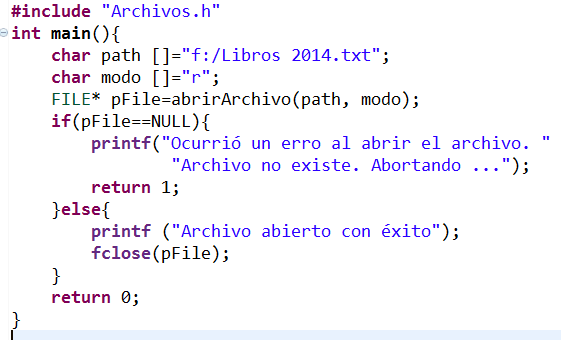 #include "Archivos.h"
int main(){
    char path []="f:/Libros 2014.txt";
    char modo []="r";
    FILE* pFile=abrirArchivo(path, modo);
    if(pFile==NULL){
        printf("Ocurrió un erro al abrir el archivo. "
                "Archivo no existe. Abortando ...");
        return 1;
    }else{
        printf ("Archivo abierto con éxito");
        fclose(pFile);
    }
    return 0;
}